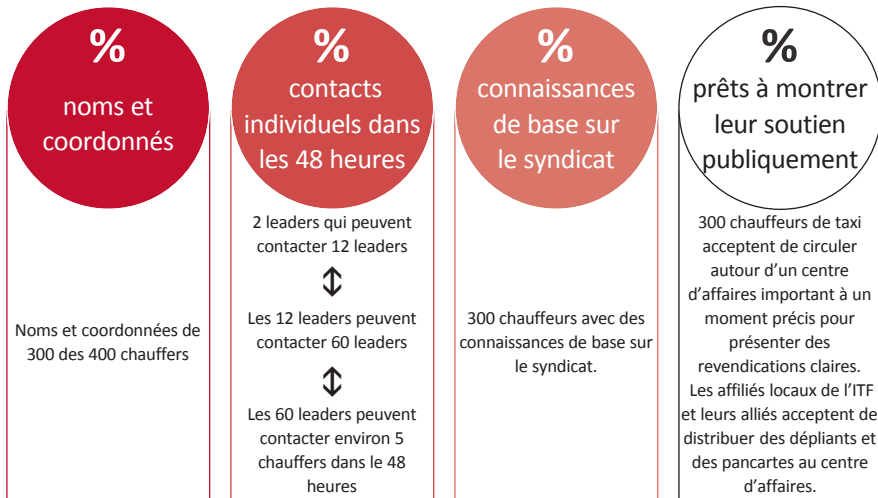 %
noms et
coordonnés
Noms et coordonnées de
300 des 400 chauffers
%
contacts
individuels dans
les 48 heures
2 leaders qui peuvent
contacter 12 leaders
Les 12 leaders peuvent
contacter 60 leaders
Les 60 leaders peuvent
contacter environ 5
chauffers dans le 48
heures
%
connaissances
de base sur
le syndicat
300 chauffeurs avec des
connaissances de base sur
le syndicat.
%
prêts à montrer
leur soutien
publiquement
300 chauffeurs de taxi
acceptent de circuler
autour d’un centre
d’affaires important à un
moment précis pour
présenter des
revendications claires.
Les affiliés locaux de l’ITF
et leurs alliés acceptent de
distribuer des dépliants et
des pancartes au centre
d’affaires.